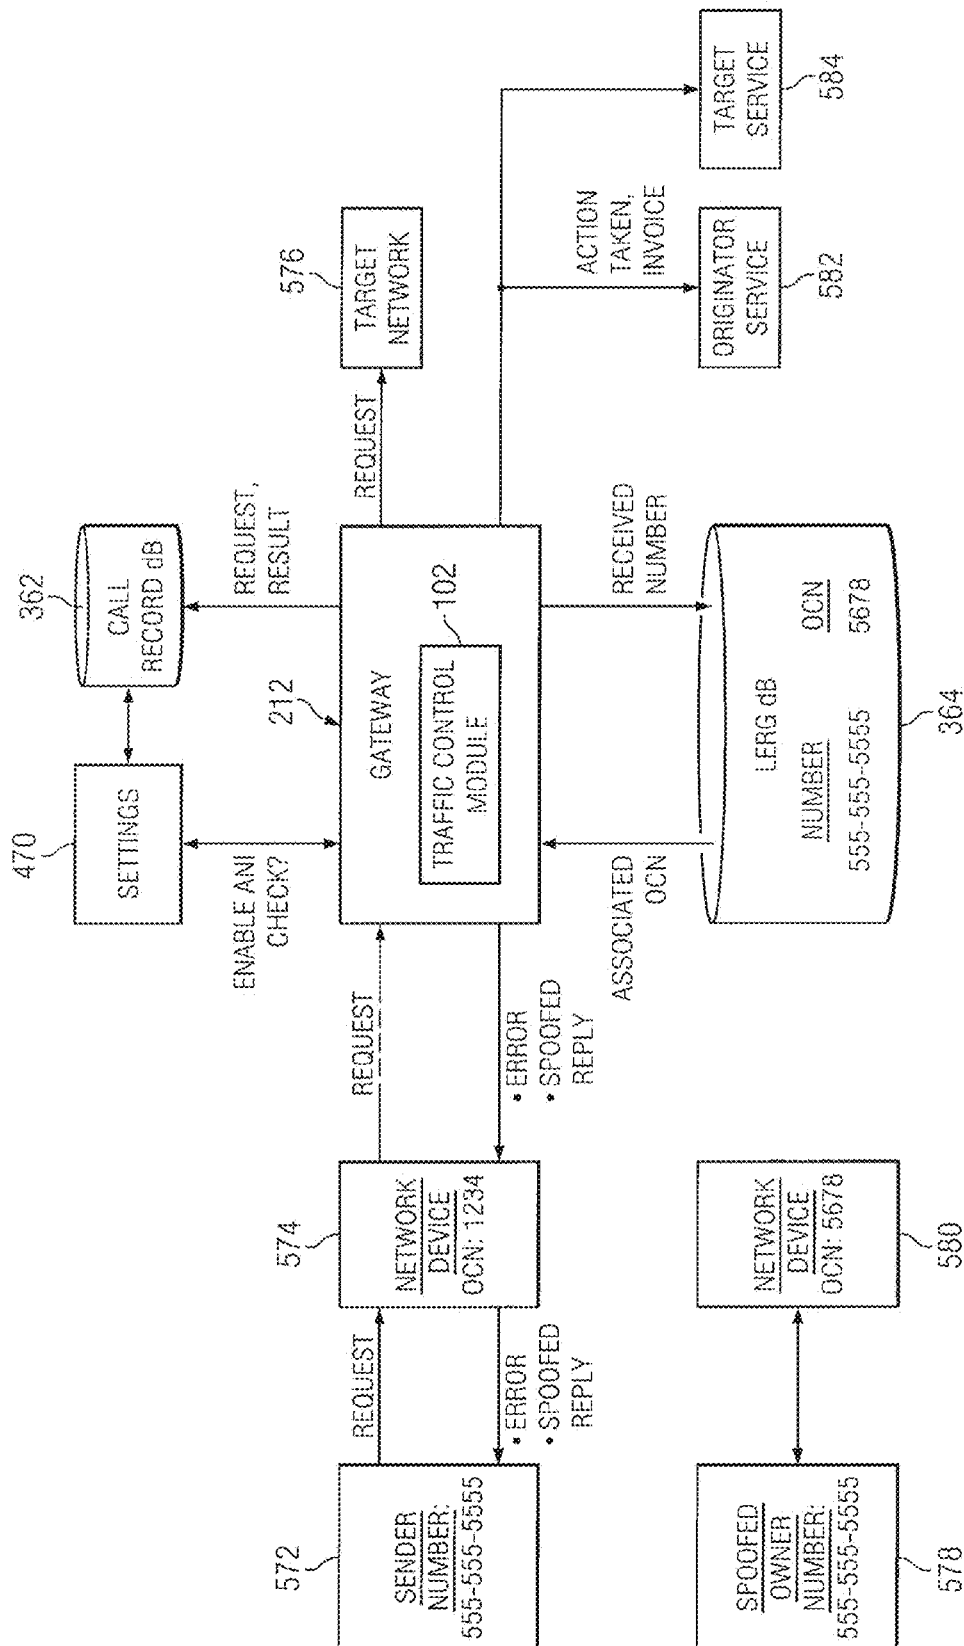 572
SENDER
NUMBER:
555-555-5555
REQUEST
• ERROR
• SPOOFED
REPLY
574
NETWORK
DEVICE
OCN: 1234
REQUEST
• ERROR
• SPOOFED
REPLY
470
SETTINGS
ENABLE ANI
CHECK?
362
CALL
RECORD dB
REQUEST,
RESULT
212
GATEWAY
102
TRAFFIC CONTROL
MODULE
REQUEST
576
TARGET
NETWORK
ASSOCIATED
OCN
RECEIVED
NUMBER
LERG dB
NUMBER
OCN
555-555-5555
5678
364
ACTION
TAKEN,
INVOICE
ORIGINATOR
SERVICE
582
TARGET
SERVICE
584
SPOOFED
OWNER
NUMBER:
555-555-5555
578
NETWORK
DEVICE
OCN: 5678
580